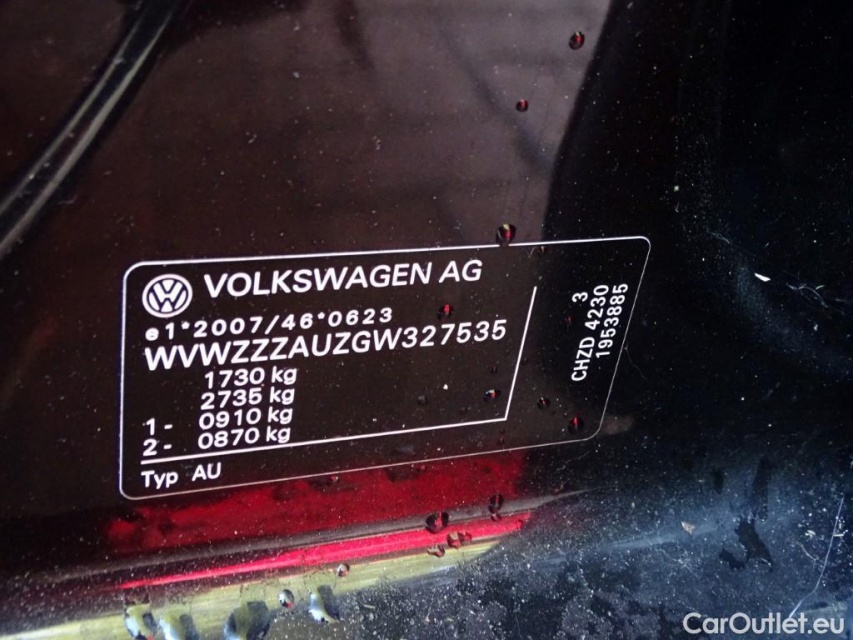 VOLKSWAGEN AG
e1*2007/46*0623
WVWZZZAUZGW327535
1730 kg
2735 kg
1- 0910 kg
2- 0870 kg
Typ AU
3
CHZD 4230
1953885
CarOutlet.eu